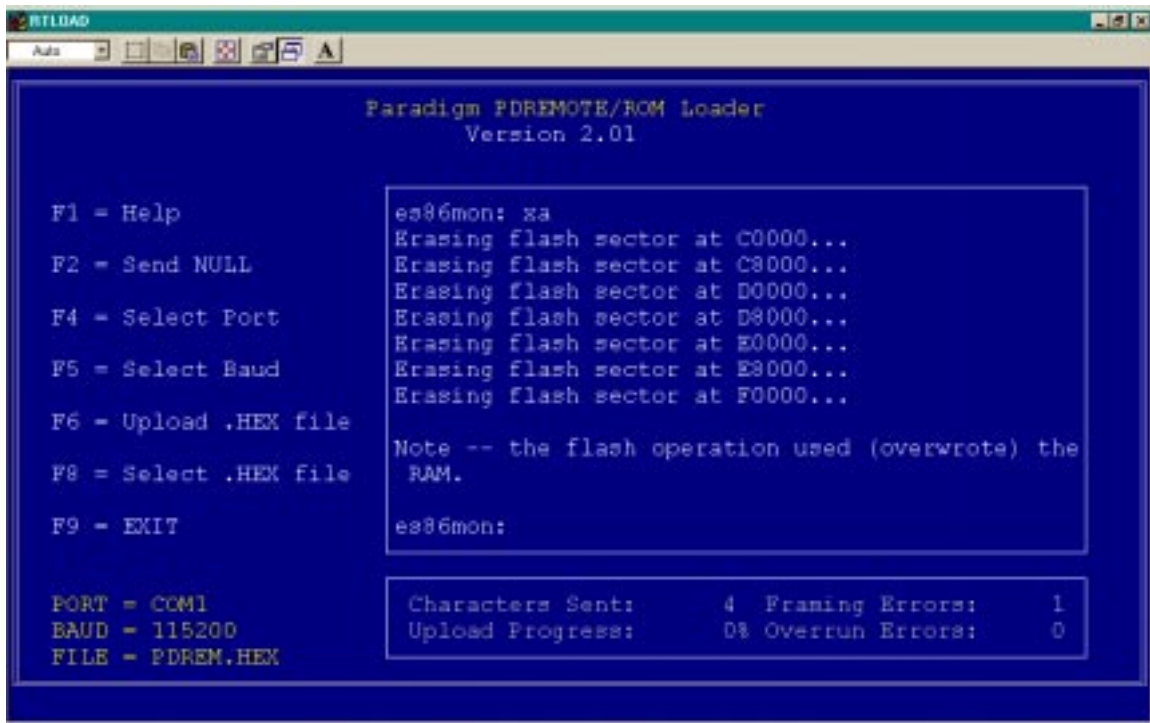 RTLOAD
Auto
A
Paradigm PDREMOTE/ROM Loader
Version 2.01
F1 = Help
F2 = Send NULL
F4 = Select Port
F5 = Select Baud
F6 = Upload .HEX file
F8 = Select .HEX file
F9 = EXIT
es86mon: xa
Erasing flash sector at C0000...
Erasing flash sector at C8000...
Erasing flash sector at D0000...
Erasing flash sector at D8000...
Erasing flash sector at E0000...
Erasing flash sector at E8000...
Erasing flash sector at F0000...
Note -- the flash operation used (overwrote) the
RAM.
es86mon:
PORT = COM1
BAUD = 115200
FILE = PDREM.HEX
Characters Sent: 4 Framing Errors: 1
Upload Progress: 0% Overrun Errors: 0